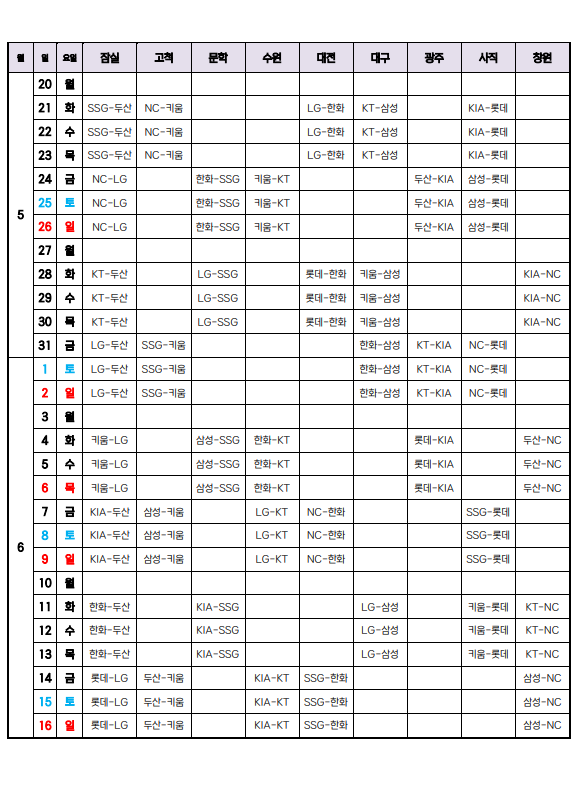 월 일 요일 잠실 고척 문학 수원 대전 대구 광주 사직 창원
5
20 월
21 화 SSG-두산 NC-키움 LG-한화 KT-삼성 KIA-롯데
22 수 SSG-두산 NC-키움 LG-한화 KT-삼성 KIA-롯데
23 목 SSG-두산 NC-키움 LG-한화 KT-삼성 KIA-롯데
24 금 NC-LG 한화-SSG 키움-KT 두산-KIA 삼성-롯데
25 토 NC-LG 한화-SSG 키움-KT 두산-KIA 삼성-롯데
26 일 NC-LG 한화-SSG 키움-KT 두산-KIA 삼성-롯데
27 월
28 화 KT-두산 LG-SSG 롯데-한화 키움-삼성 KIA-NC
29 수 KT-두산 LG-SSG 롯데-한화 키움-삼성 KIA-NC
30 목 KT-두산 LG-SSG 롯데-한화 키움-삼성 KIA-NC
31 금 LG-두산 SSG-키움 한화-삼성 KT-KIA NC-롯데
6
1 토 LG-두산 SSG-키움 한화-삼성 KT-KIA NC-롯데
2 일 LG-두산 SSG-키움 한화-삼성 KT-KIA NC-롯데
3 월
4 화 키움-LG 삼성-SSG 한화-KT 롯데-KIA 두산-NC
5 수 키움-LG 삼성-SSG 한화-KT 롯데-KIA 두산-NC
6 목 키움-LG 삼성-SSG 한화-KT 롯데-KIA 두산-NC
7 금 KIA-두산 삼성-키움 LG-KT NC-한화 SSG-롯데
8 토 KIA-두산 삼성-키움 LG-KT NC-한화 SSG-롯데
9 일 KIA-두산 삼성-키움 LG-KT NC-한화 SSG-롯데
10 월
11 화 한화-두산 KIA-SSG LG-삼성 키움-롯데 KT-NC
12 수 한화-두산 KIA-SSG LG-삼성 키움-롯데 KT-NC
13 목 한화-두산 KIA-SSG LG-삼성 키움-롯데 KT-NC
14 금 롯데-LG 두산-키움 KIA-KT SSG-한화 삼성-NC
15 토 롯데-LG 두산-키움 KIA-KT SSG-한화 삼성-NC
16 일 롯데-LG 두산-키움 KIA-KT SSG-한화 삼성-NC